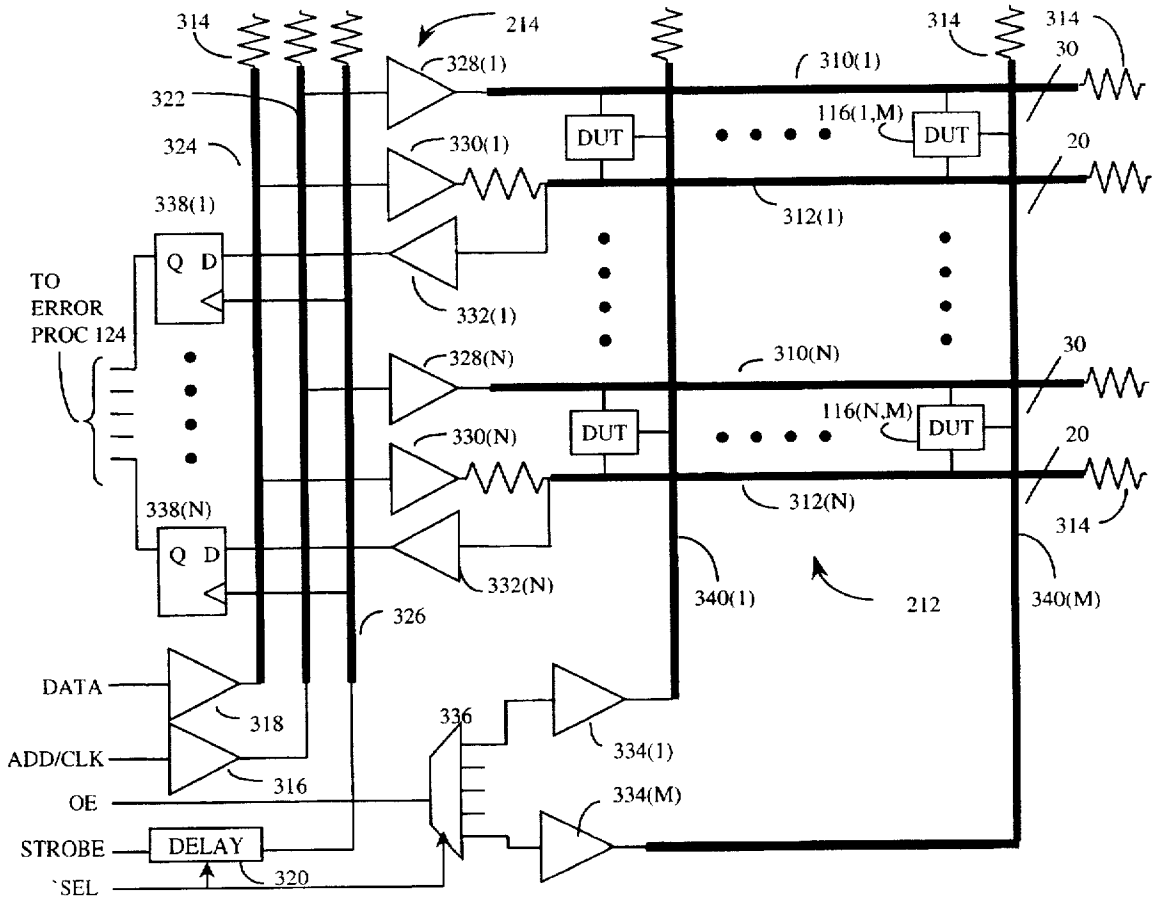 314
214
314
314
328(1)
310(1)
30
322
116(1,M)
DUT
DUT
324
330(1)
20
338(1)
312(1)
Q D
TO
ERROR
PROC 124
332(1)
328(N)
310(N)
30
116(N,M)
DUT
DUT
330(N)
20
338(N)
312(N)
314
Q D
332(N)
340(1)
212
340(M)
326
DATA
318
336
334(1)
ADD/CLK
316
334(M)
OE
STROBE
DELAY
320
`SEL